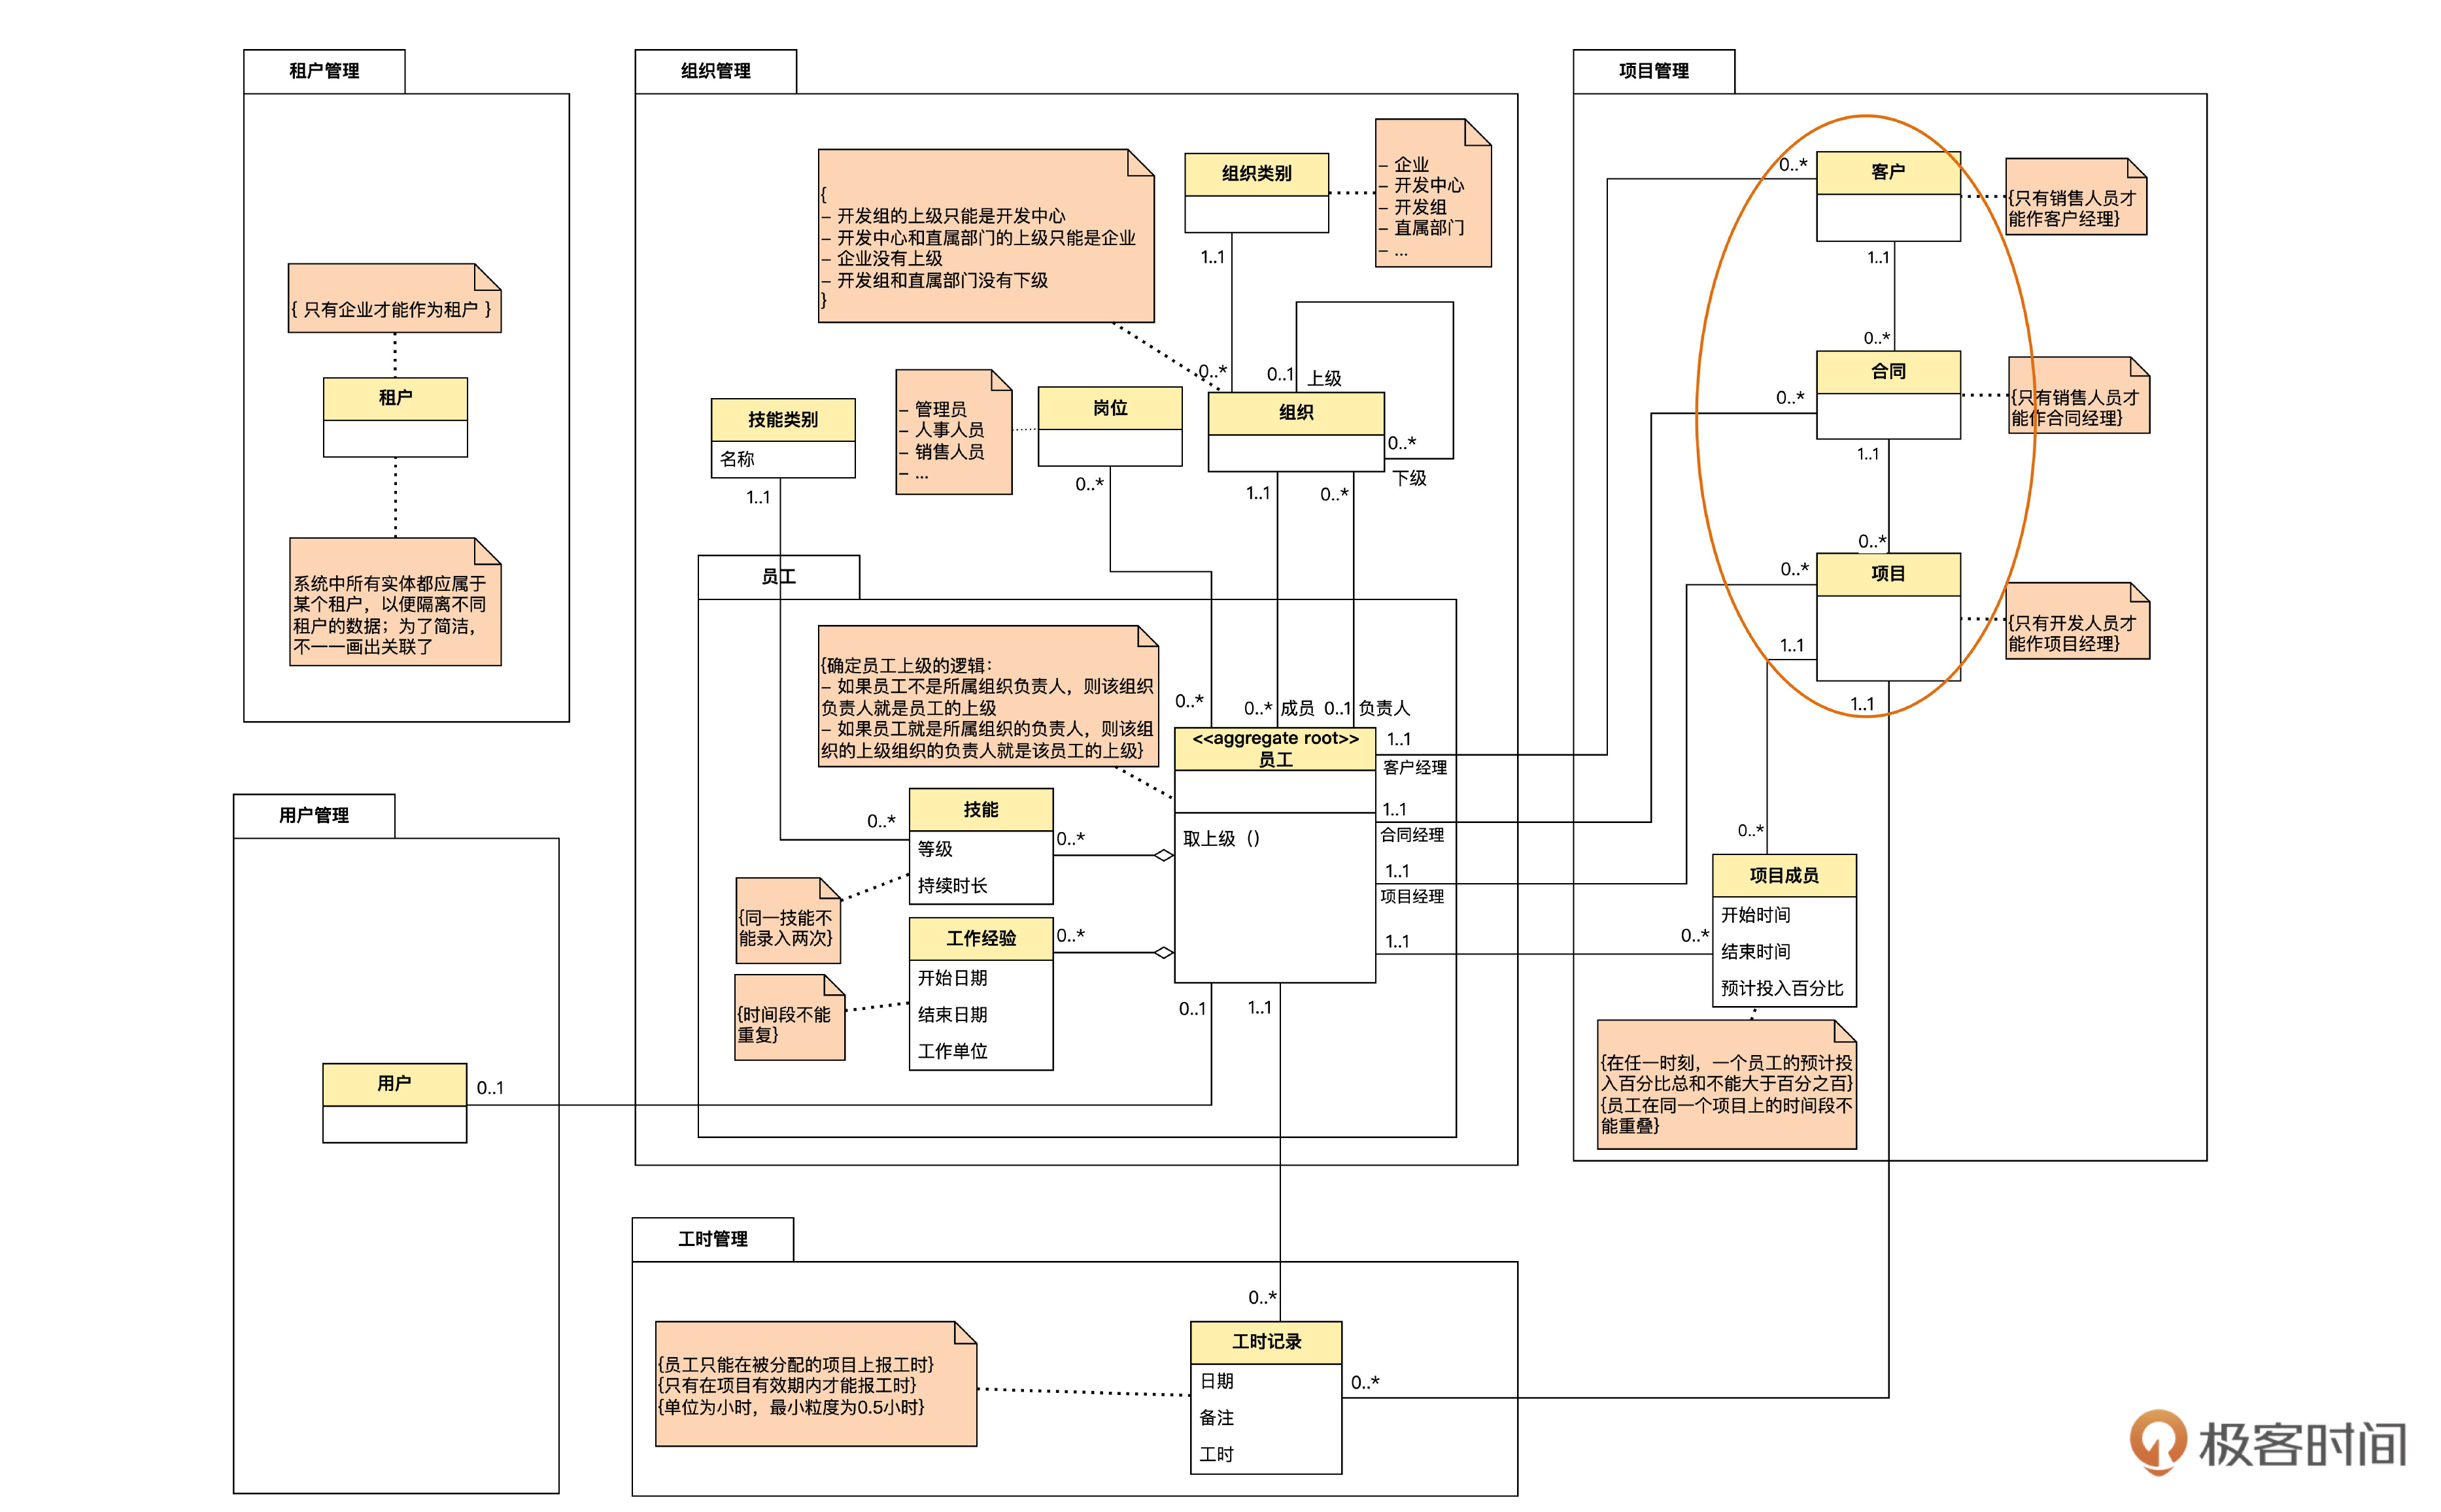 租户管理
{ 只有企业才能作为租户 }
租户
系统中所有实体都应属于
某个租户，以便隔离不同
租户的数据；为了简洁，
不一一画出关联了
用户管理
用户
0..1
组织管理
{
– 开发组的上级只能是开发中心
– 开发中心和直属部门的上级只能是企业
– 企业没有上级
– 开发组和直属部门没有下级
}
组织类别
– 企业
– 开发中心
– 开发组
– 直属部门
– ...
1..1
0..*
0..1
上级
组织
0..*
下级
技能类别
名称
1..1
– 管理员
– 人事人员
– 销售人员
– ...
岗位
0..*
1..1
0..*
员工
{确定员工上级的逻辑：
– 如果员工不是所属组织负责人，则该组织
负责人就是员工的上级
– 如果员工就是所属组织的负责人，则该组
织的上级组织的负责人就是该员工的上级}
0..*
0..* 成员
0..1 负责人
<<aggregate root>>
员工
取上级（）
1..1
客户经理
1..1
合同经理
1..1
项目经理
1..1
0..1
1..1
0..*
技能
等级
持续时长
0..*
{同一技能不
能录入两次}
工作经验
开始日期
结束日期
工作单位
0..*
{时间段不能
重复}
项目管理
0..*
客户
{只有销售人员才
能作客户经理}
1..1
0..*
0..*
合同
{只有销售人员才
能作合同经理}
1..1
0..*
0..*
项目
{只有开发人员才
能作项目经理}
1..1
1..1
0..*
0..*
项目成员
开始时间
结束时间
预计投入百分比
{在任一时刻，一个员工的预计投
入百分比总和不能大于百分之百}
{员工在同一个项目上的时间段不
能重叠}
工时管理
{员工只能在被分配的项目上报工时}
{只有在项目有效期内才能报工时}
{单位为小时，最小粒度为0.5小时}
0..*
工时记录
日期
备注
工时
0..*
极客时间